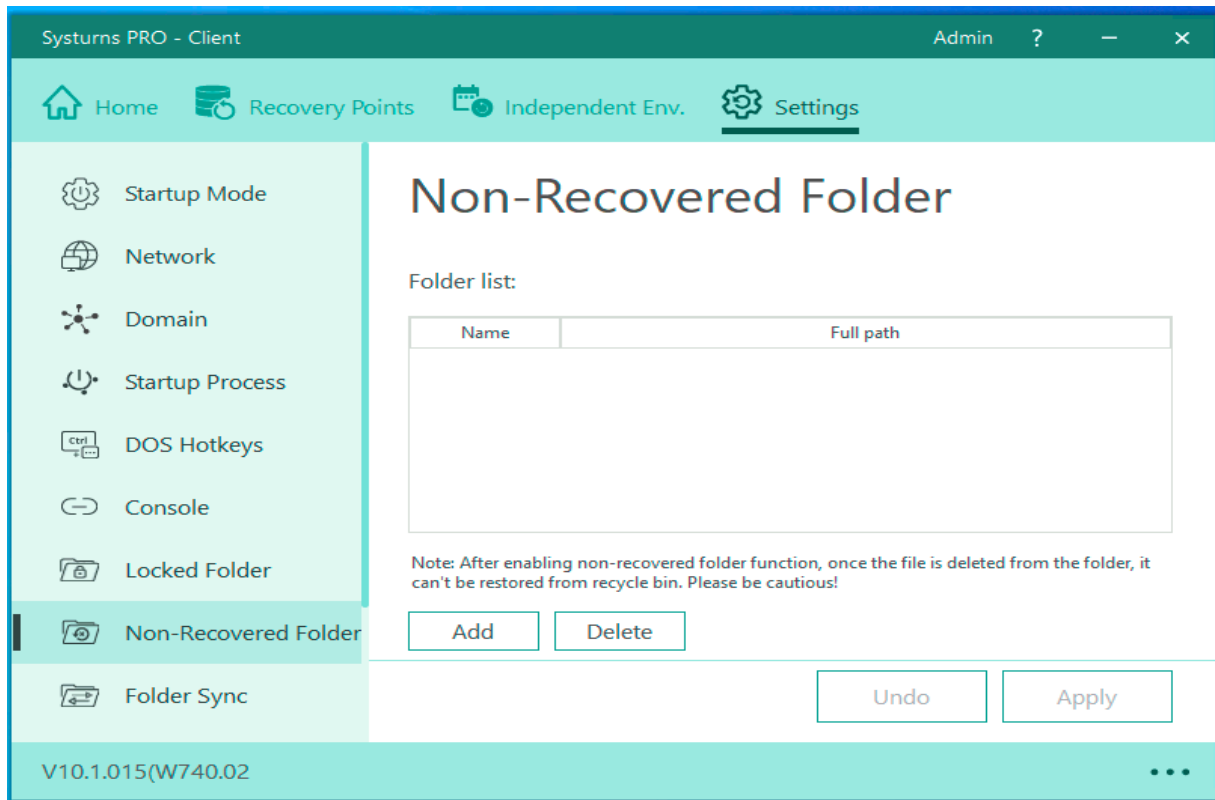 Systurns PRO - Client
Admin ? – ×
Home Recovery Points Independent Env. Settings
Startup Mode
Network
Domain
Startup Process
Ctrl
DOS Hotkeys
Console
Locked Folder
Non-Recovered Folder
Folder Sync
Non-Recovered Folder
Folder list:
Name Full path
Note: After enabling non-recovered folder function, once the file is deleted from the folder, it
can't be restored from recycle bin. Please be cautious!
Add Delete
Undo Apply
V10.1.015(W740.02